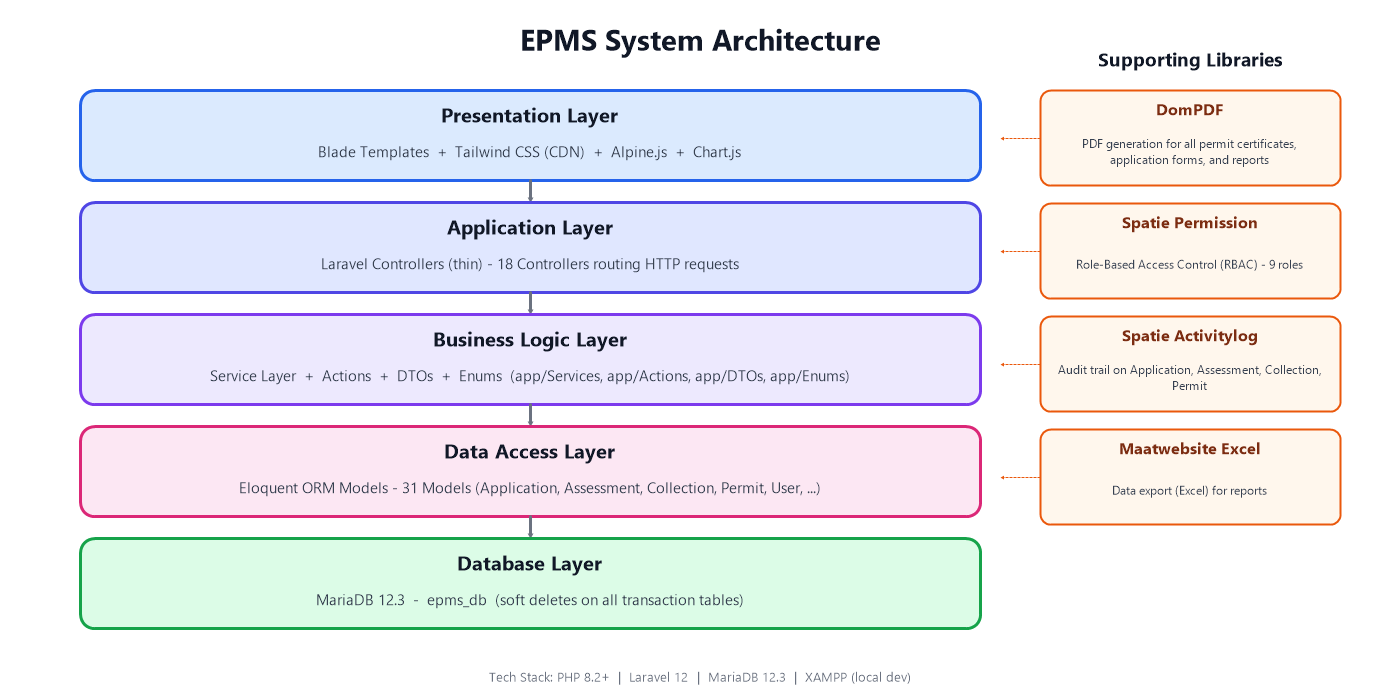 EPMS System Architecture
Supporting Libraries
Presentation Layer
Blade Templates + Tailwind CSS (CDN) + Alpine.js + Chart.js
Application Layer
Laravel Controllers (thin) - 18 Controllers routing HTTP requests
Business Logic Layer
Service Layer + Actions + DTOs + Enums (app/Services, app/Actions, app/DTOs, app/Enums)
Data Access Layer
Eloquent ORM Models - 31 Models (Application, Assessment, Collection, Permit, User, ...)
Database Layer
MariaDB 12.3 - epms_db (soft deletes on all transaction tables)
DomPDF
PDF generation for all permit certificates,
application forms, and reports
Spatie Permission
Role-Based Access Control (RBAC) - 9 roles
Spatie Activitylog
Audit trail on Application, Assessment, Collection,
Permit
Maatwebsite Excel
Data export (Excel) for reports
Tech Stack: PHP 8.2+ | Laravel 12 | MariaDB 12.3 | XAMPP (local dev)